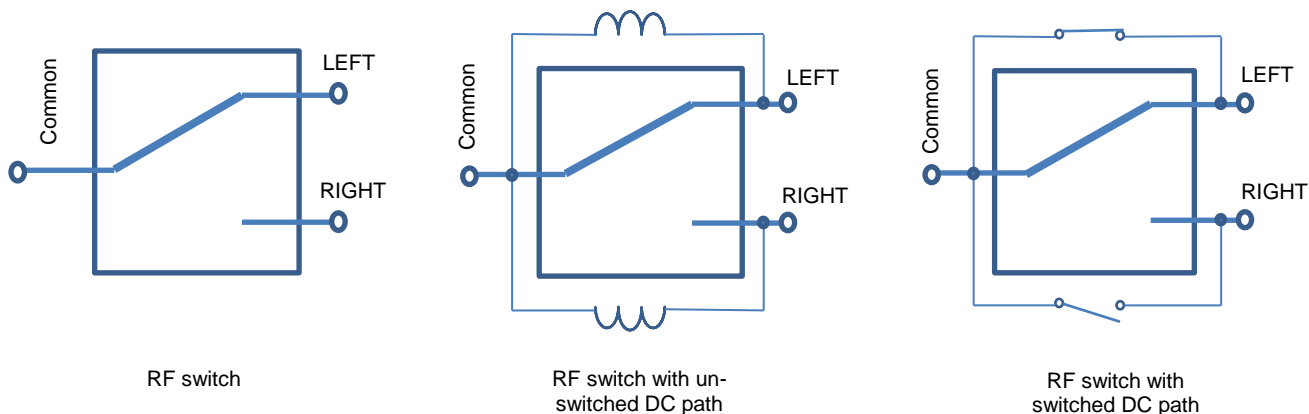 Common
LEFT
RIGHT
RF switch
Common
LEFT
RIGHT
RF switch with un-
switched DC path
Common
LEFT
RIGHT
RF switch with
switched DC path